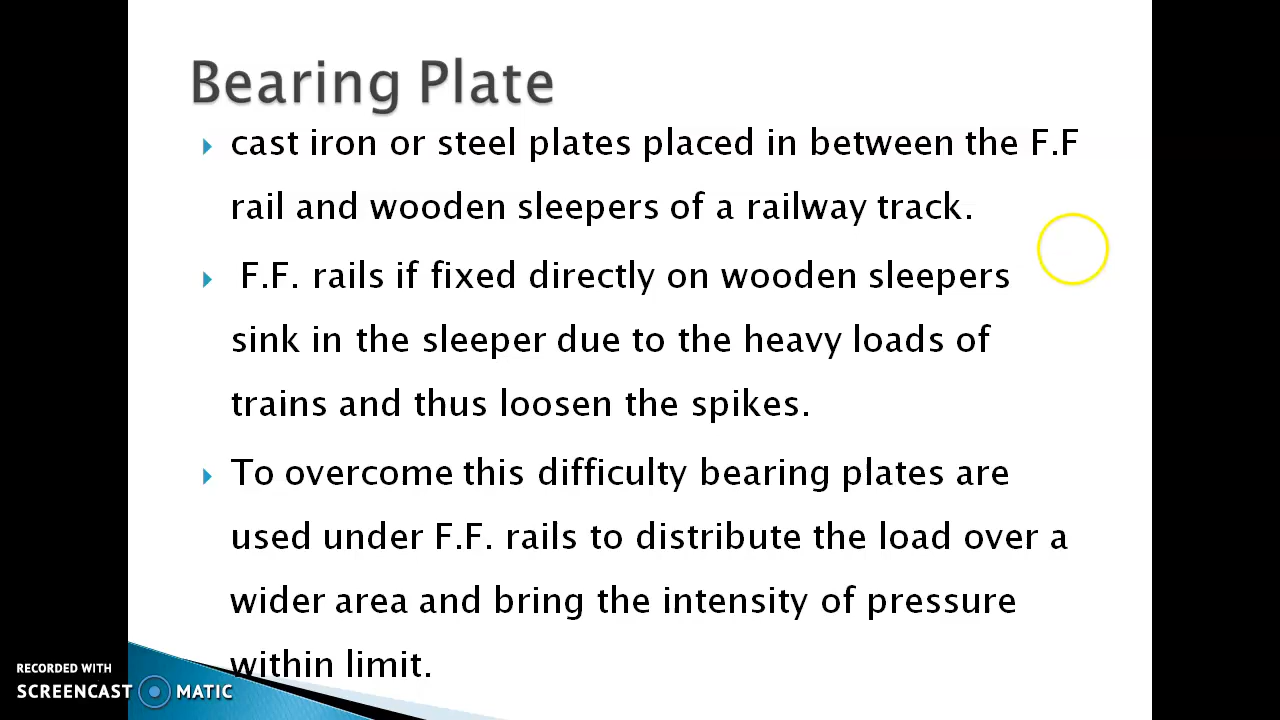 Bearing Plate
cast iron or steel plates placed in between the F.F
rail and wooden sleepers of a railway track.
F.F. rails if fixed directly on wooden sleepers
sink in the sleeper due to the heavy loads of
trains and thus loosen the spikes.
To overcome this difficulty bearing plates are
used under F.F. rails to distribute the load over a
wider area and bring the intensity of pressure
within limit.
RECORDED WITH
SCREENCAST MATIC